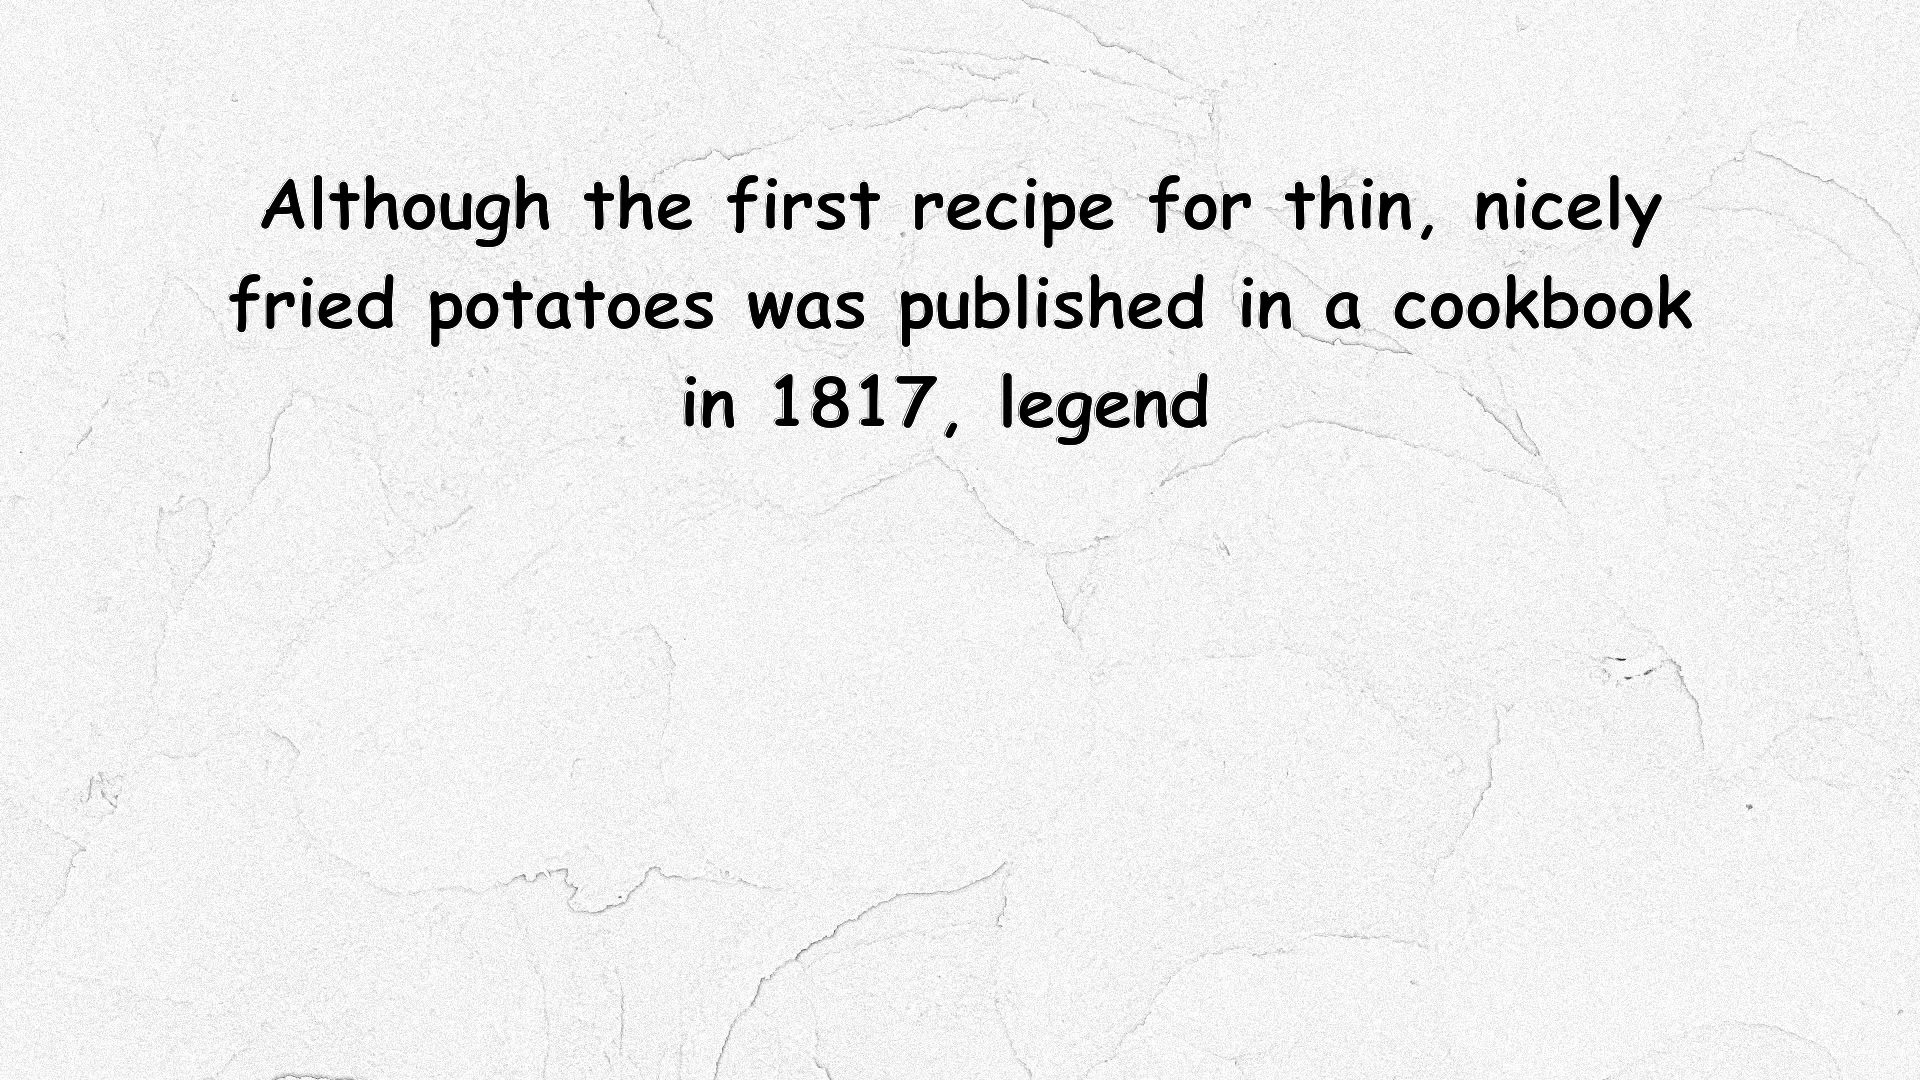 Although the first recipe for thin, nicely
fried potatoes was published in a cookbook
in 1817, legend